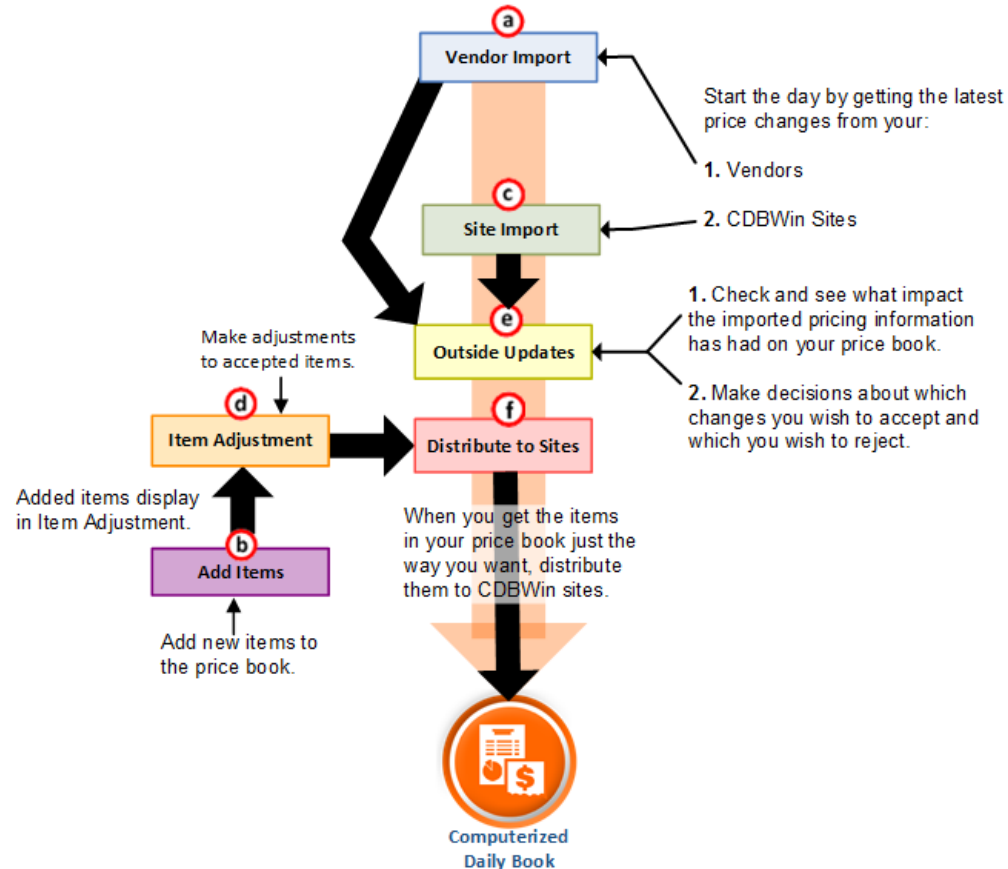 a
Vendor Import
Start the day by getting the latest
price changes from your:
1. Vendors
c
Site Import
2. CDBWin Sites
e
Outside Updates
1. Check and see what impact
the imported pricing information
has had on your price book.
2. Make decisions about which
changes you wish to accept and
which you wish to reject.
Make adjustments
to accepted items.
d
Item Adjustment
f
Distribute to Sites
Added items display
in Item Adjustment.
b
Add Items
Add new items to
the price book.
When you get the items
in your price book just the
way you want, distribute
them to CDBWin sites.
$
Computerized
Daily Book